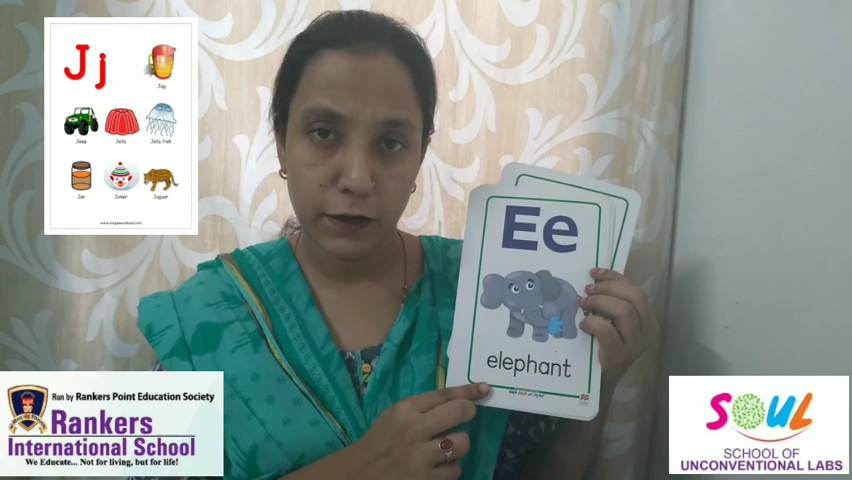 Jj
Jug
Jeep Jelly Jelly Fish
Jar Joker Jaguar
Ee
elephant
Run by Rankers Point Education Society
Rankers
International School
We Educate... Not for living, but for life!
SOUL
SCHOOL OF
UNCONVENTIONAL LABS